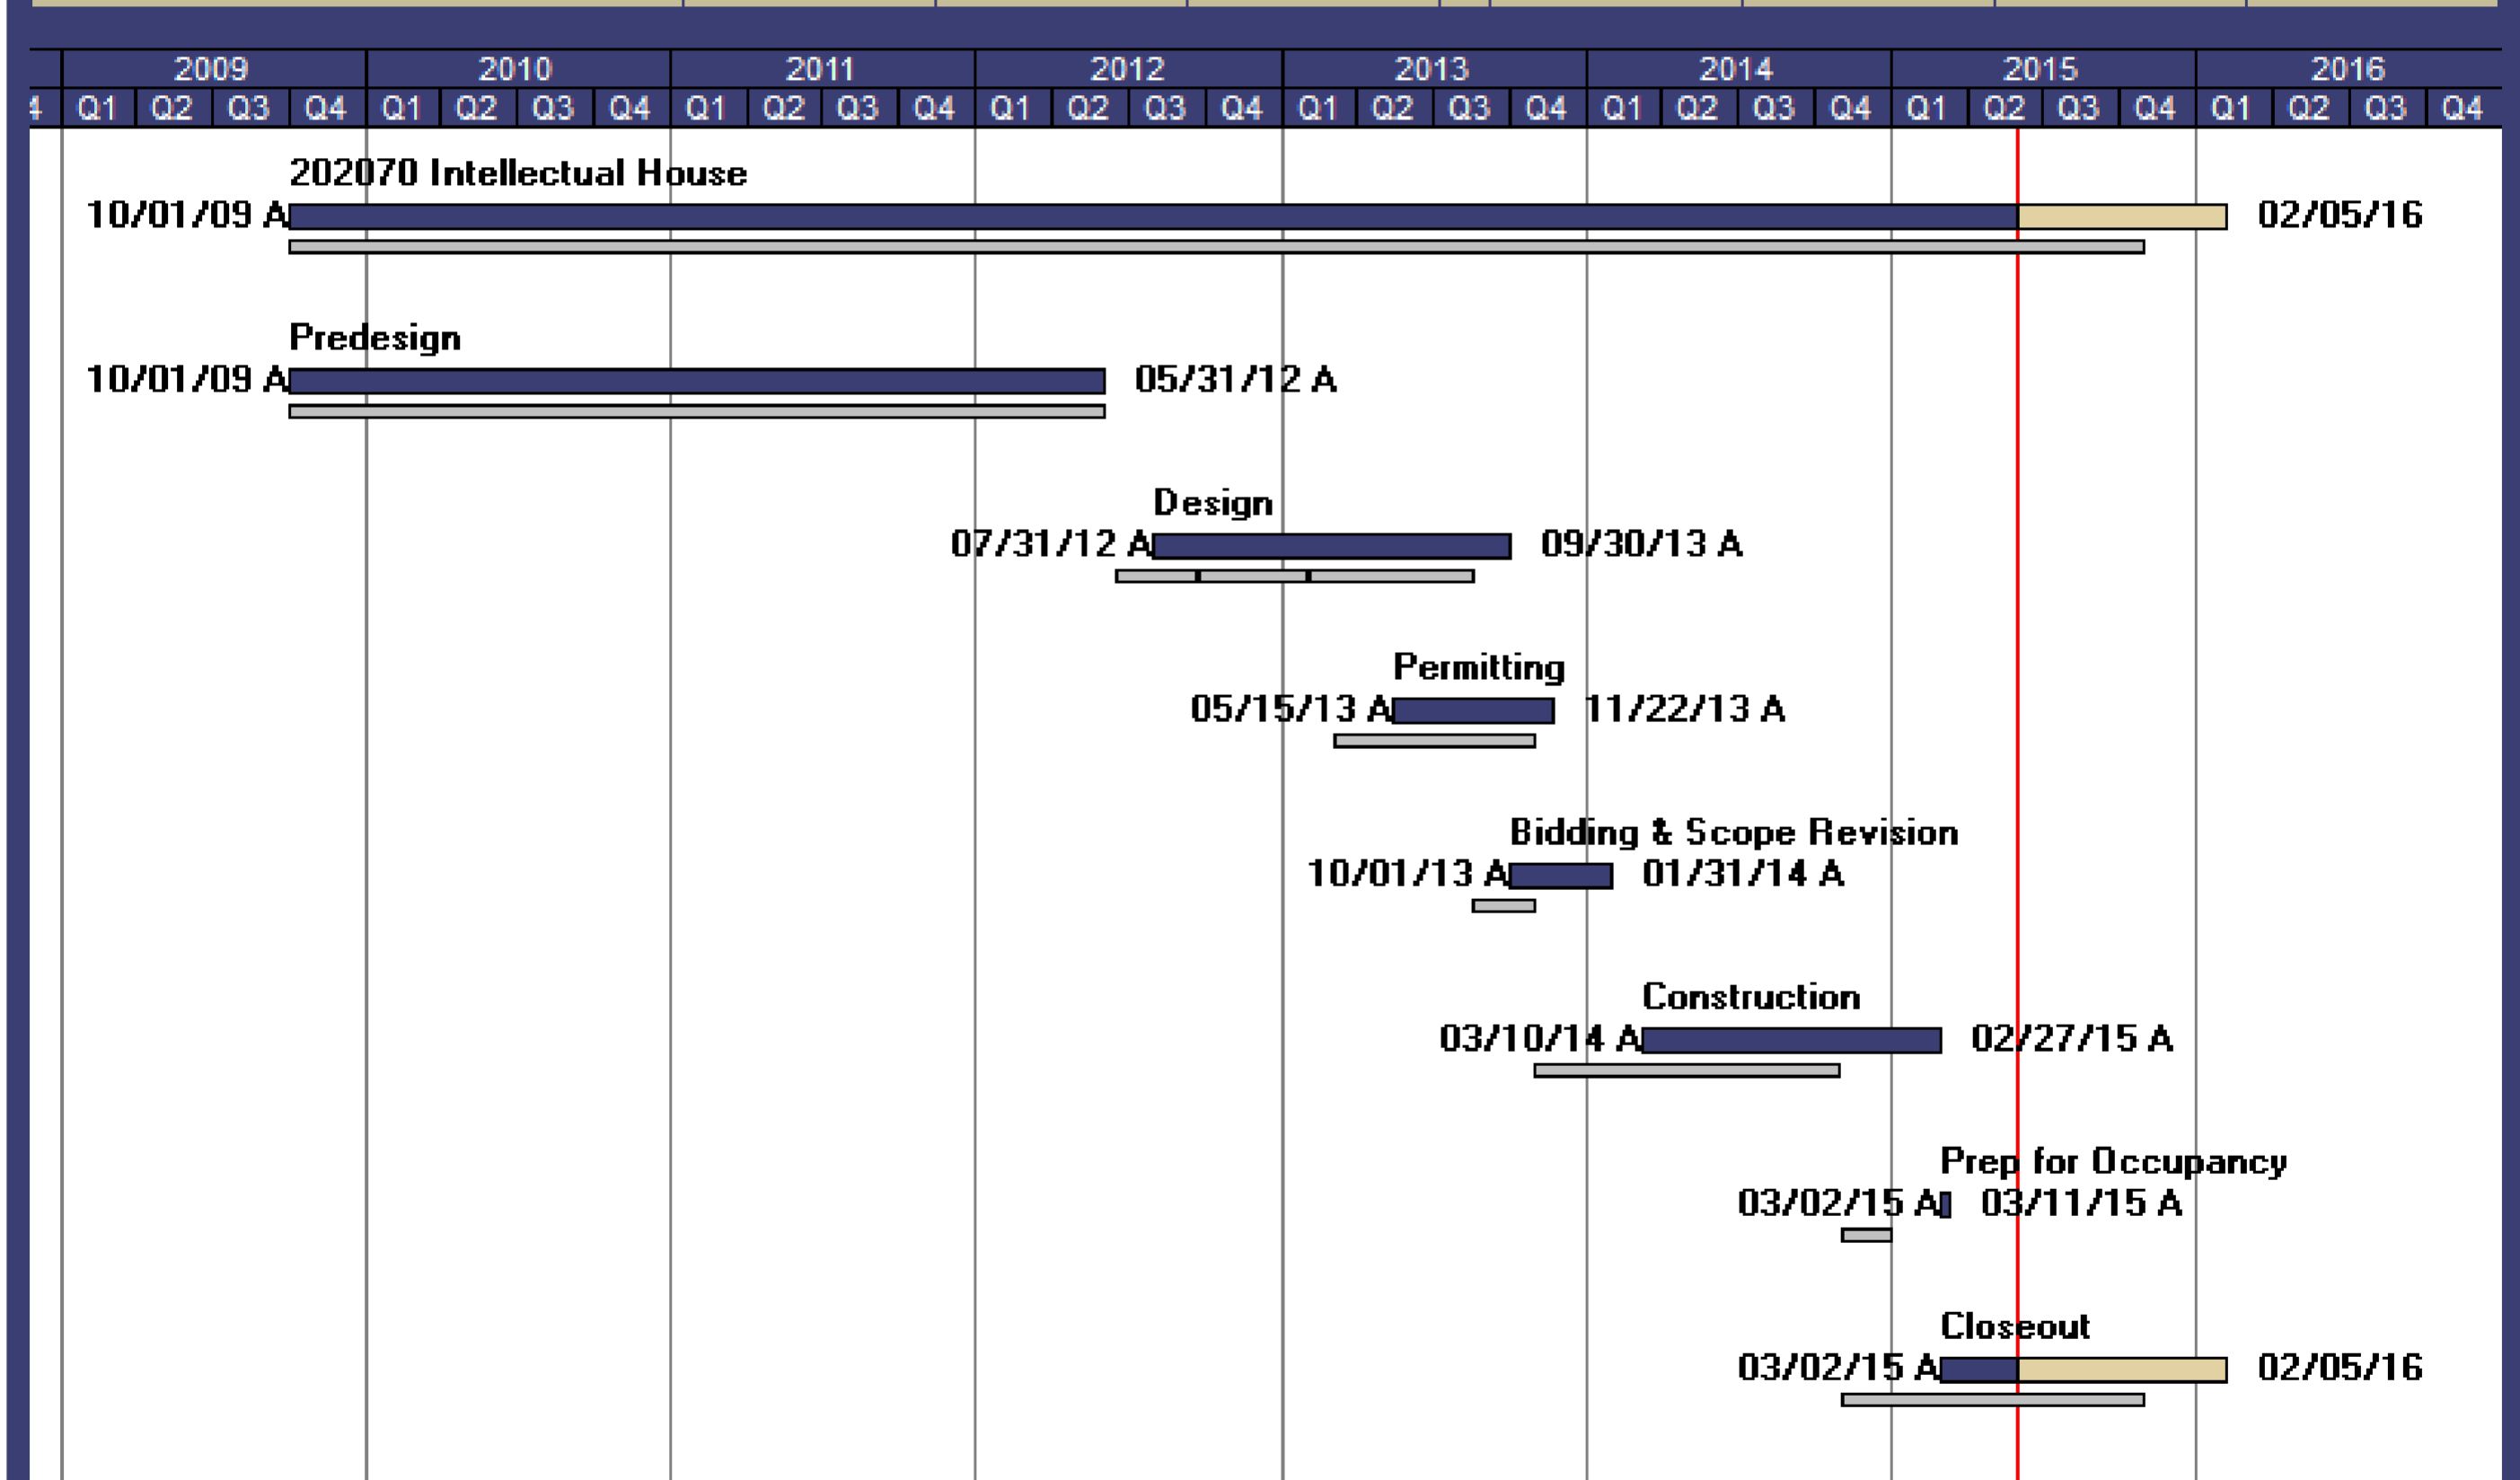 2009 2010 2011 2012 2013 2014 2015 2016
4 Q1 Q2 Q3 Q4 Q1 Q2 Q3 Q4 Q1 Q2 Q3 Q4 Q1 Q2 Q3 Q4 Q1 Q2 Q3 Q4 Q1 Q2 Q3 Q4 Q1 Q2 Q3 Q4 Q1 Q2 Q3 Q4
202070 Intellectual House
10/01/09 A 02/05/16
Predesign
10/01/09 A 05/31/12 A
Design
07/31/12 A 09/30/13 A
Permitting
05/15/13 A 11/22/13 A
Bidding & Scope Revision
10/01/13 A 01/31/14 A
Construction
03/10/14 A 02/27/15 A
Prep for Occupancy
03/02/15 A 03/11/15 A
Closeout
03/02/15 A 02/05/16